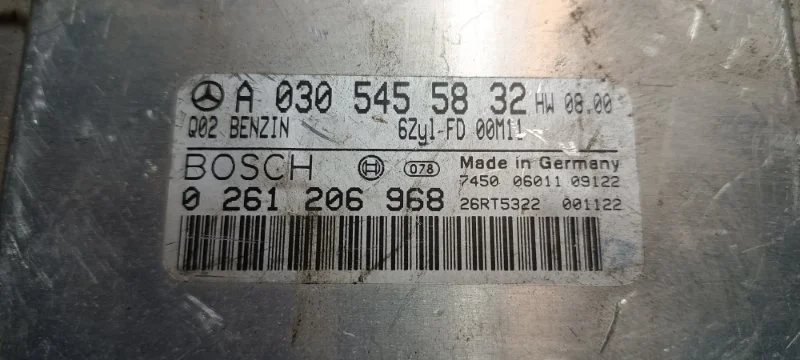 A 030 545 58 32 HW 08.00
Q02 BENZIN 6Zyl-FD 00M11
BOSCH 078 Made in Germany
7450 06011 09122
0 261 206 968 26RT5322 001122